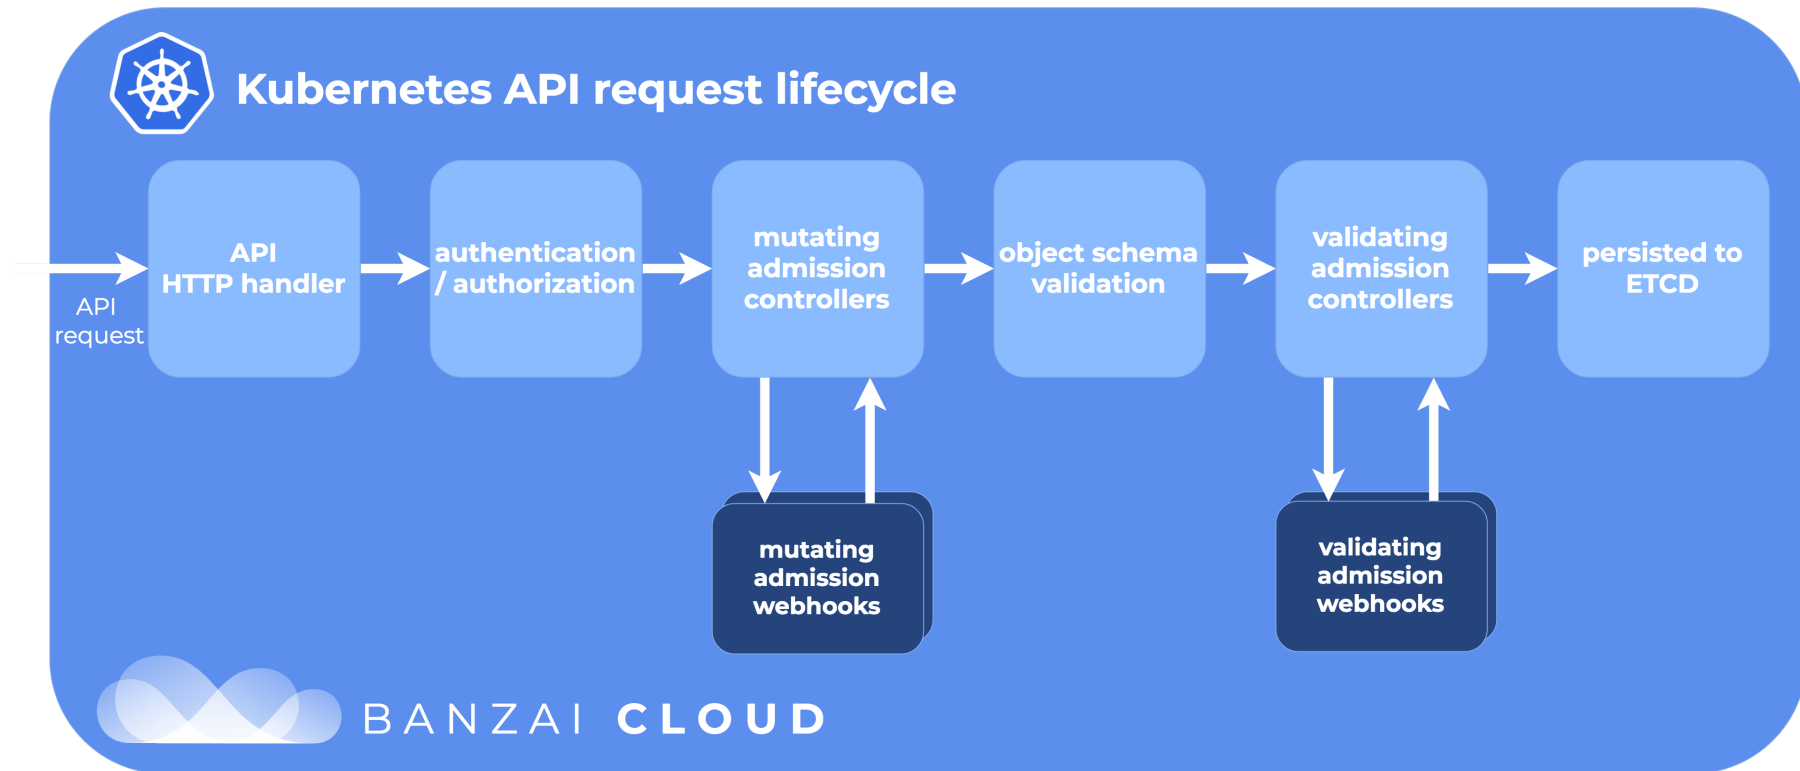 Kubernetes API request lifecycle
API
request
API
HTTP handler
authentication
/ authorization
mutating
admission
controllers
object schema
validation
validating
admission
controllers
persisted to
ETCD
mutating
admission
webhooks
validating
admission
webhooks
BANZAI CLOUD